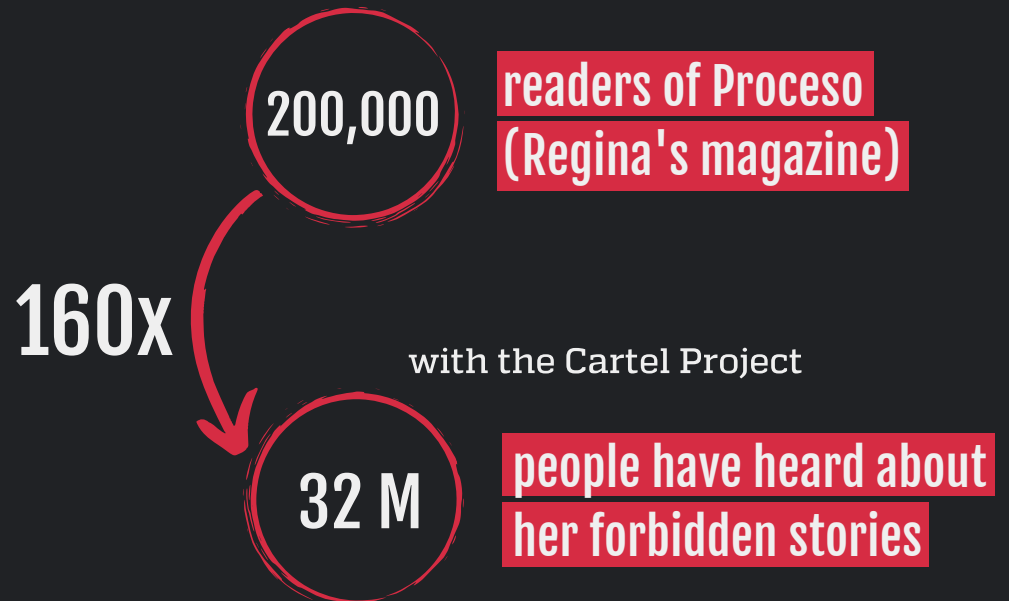 200,000
readers of Proceso
(Regina's magazine)
160x
with the Cartel Project
32 M
people have heard about
her forbidden stories